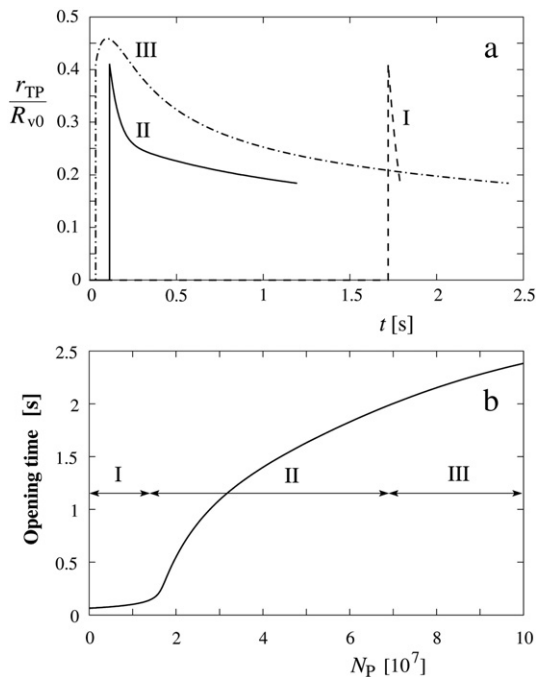 0.5
0.4
0.3
0.2
0
r_TP
R_v0
III
II
I
a
0 0.5 1 1.5 2 2.5
t [s]
2.5
2
1.5
1
0.5
0
Opening time [s]
I II III
b
0 2 4 6 8 10
N_P [10^7]